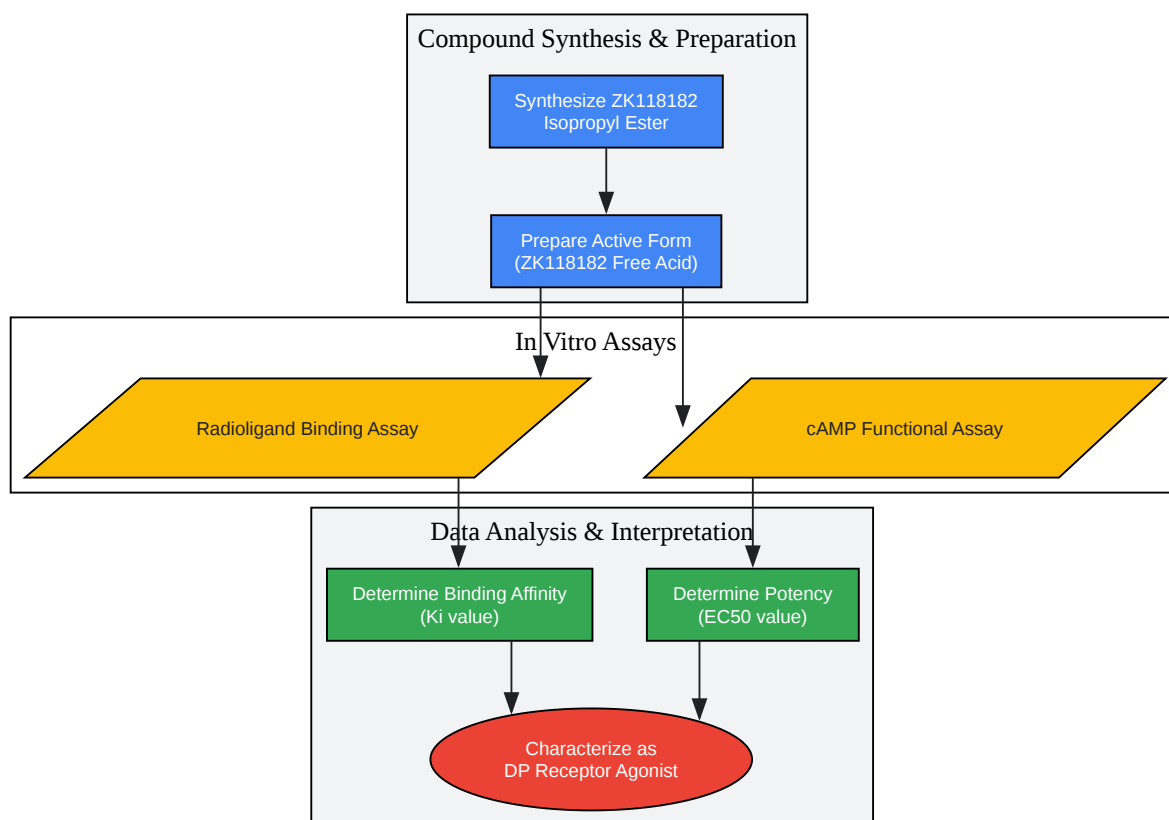 Compound Synthesis & Preparation
Synthesize ZK118182
Isopropyl Ester
Prepare Active Form
(ZK118182 Free Acid)
In Vitro Assays
Radioligand Binding Assay
cAMP Functional Assay
Data Analysis & Interpretation
Determine Binding Affinity
(Ki value)
Determine Potency
(EC50 value)
Characterize as
DP Receptor Agonist